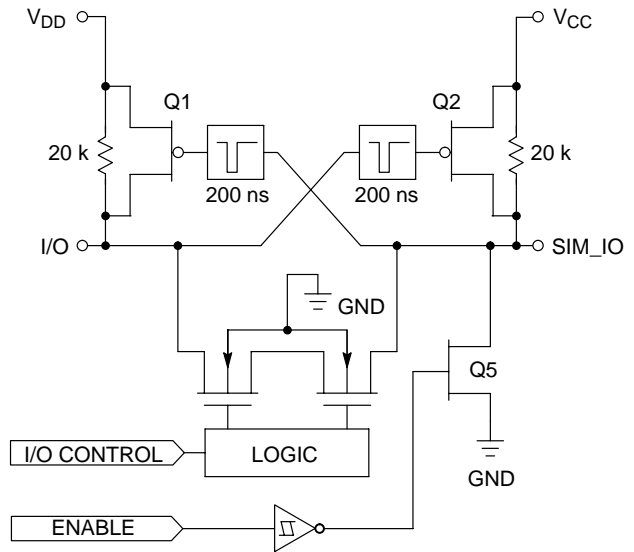 VDD
VCC
Q1
Q2
20 k
20 k
200 ns
200 ns
I/O
SIM_IO
GND
Q5
I/O CONTROL
LOGIC
GND
ENABLE